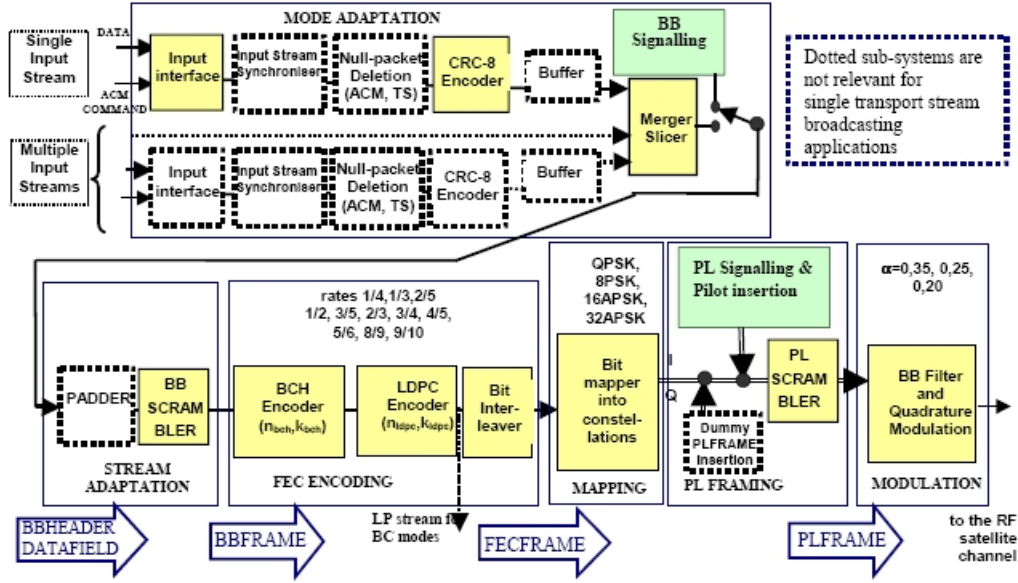 MODE ADAPTATION
Single
Input
Stream
DATA
ACM
COMMAND
Input
interface
Input Stream
Synchroniser
Null-packet
Deletion
(ACM, TS)
CRC-8
Encoder
Buffer
BB
Signalling
Merger
Slicer
Dotted sub-systems are
not relevant for
single transport stream
broadcasting
applications
Multiple
Input
Streams
Input
interface
Input Stream
Synchroniser
Null-packet
Deletion
(ACM, TS)
CRC-8
Encoder
Buffer
PADDER
BB
SCRAM
BLER
STREAM
ADAPTATION
rates 1/4,1/3,2/5
1/2, 3/5, 2/3, 3/4, 4/5,
5/6, 8/9, 9/10
BCH
Encoder
(nbch,kbch)
LDPC
Encoder
(nldpc,kldpc)
Bit
Inter-
leaver
FEC ENCODING
QPSK,
8PSK,
16APSK,
32APSK
Bit
mapper
into
constel-
lations
MAPPING
I
Q
PL Signalling &
Pilot insertion
PL
SCRAM
BLER
Dummy
PLFRAME
Insertion
PL FRAMING
α=0,35, 0,25,
0,20
BB Filter
and
Quadrature
Modulation
MODULATION
BBHEADER
DATAFIELD
BBFRAME
LP stream for
BC modes
FECFRAME
PLFRAME
to the RF
satellite
channel